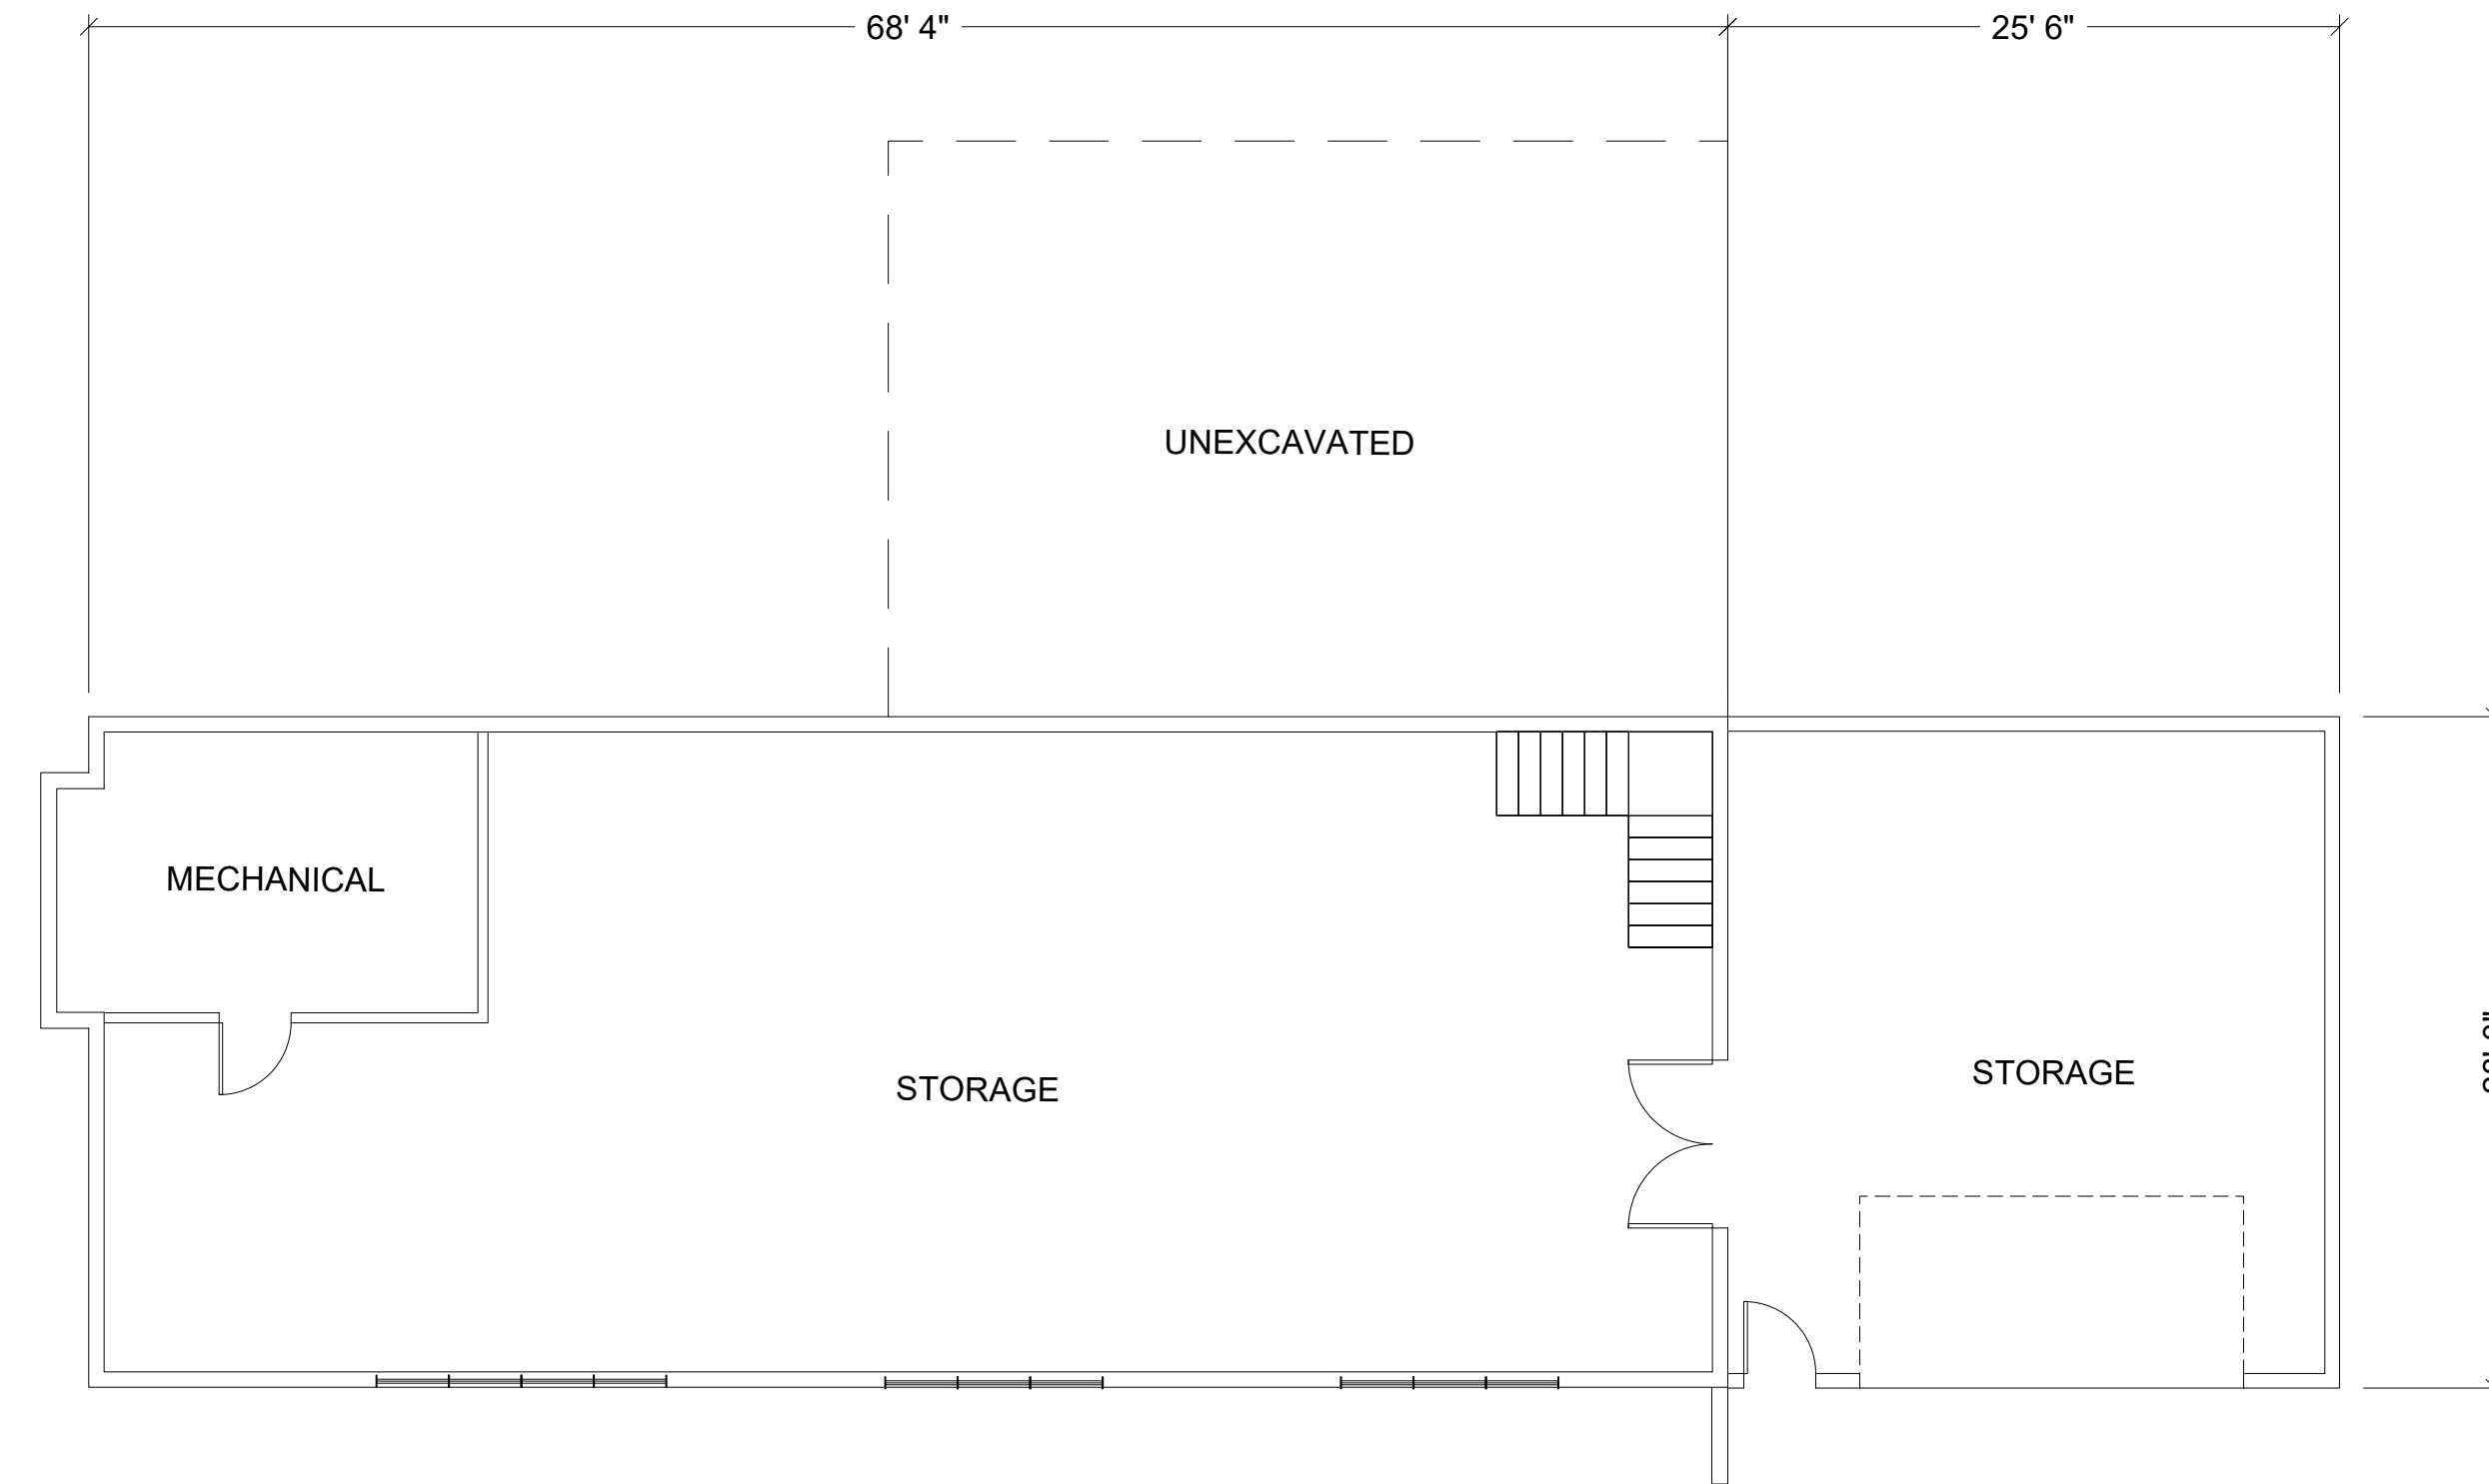 68' 4"
25' 6"
UNEXCAVATED
MECHANICAL
STORAGE
STORAGE